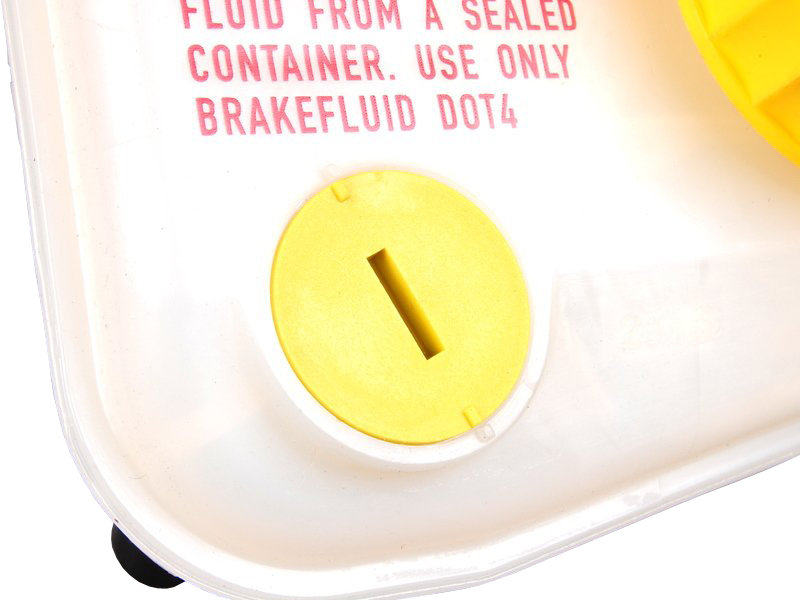 FLUID FROM A SEALED
CONTAINER. USE ONLY
BRAKEFLUID DOT4